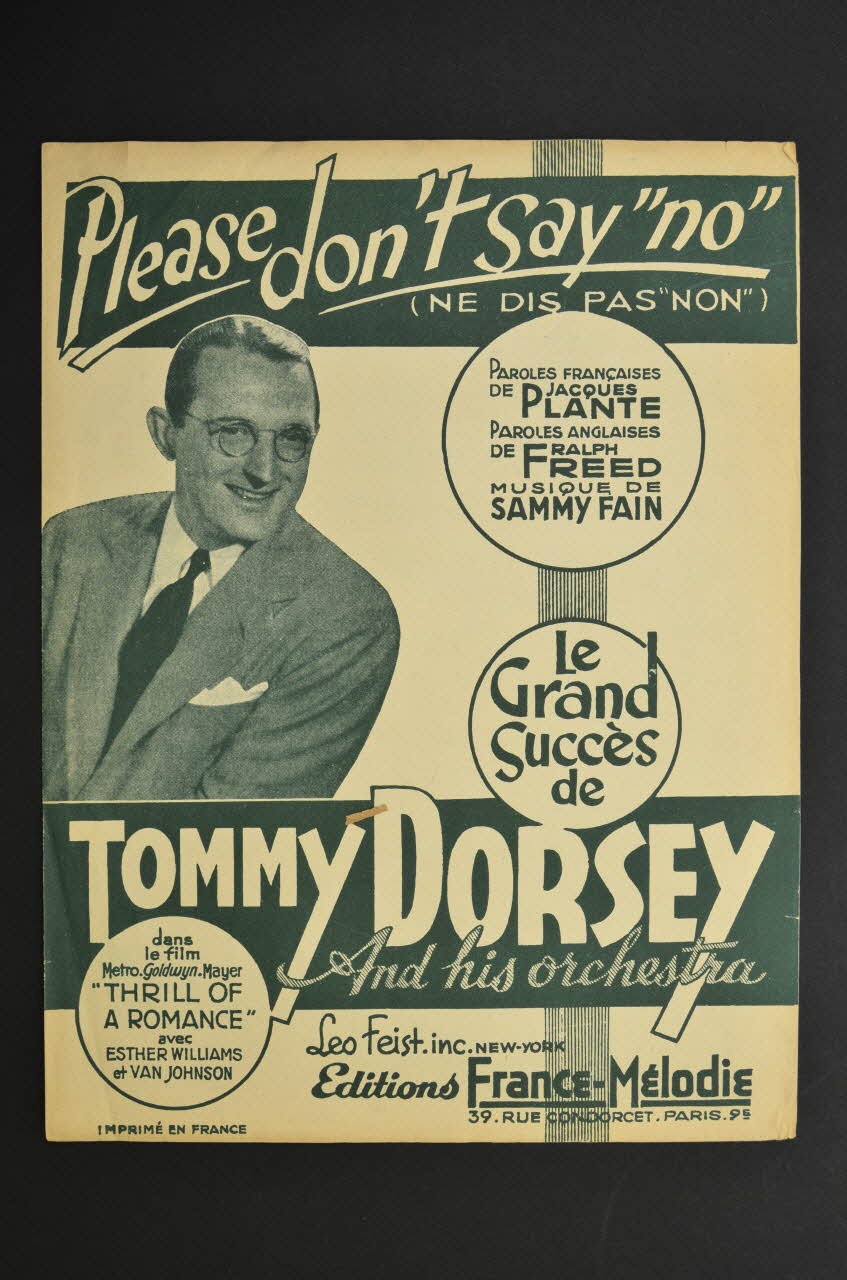 Please don't say "no"
(NE DIS PAS "NON")
PAROLES FRANÇAISES
DE JACQUES
PLANTE
PAROLES ANGLAISES
DE RALPH
FREED
MUSIQUE DE
SAMMY FAIN
Le
Grand
Succès
de
TOMMY DORSEY
And his orchestra
dans
le film
Metro.Goldwyn.Mayer
"THRILL OF
A ROMANCE"
avec
ESTHER WILLIAMS
et VAN JOHNSON
Leo Feist.inc.NEW-YORK
Editions France-Mélodie
39.RUE CONDORCET.PARIS.9E
IMPRIMÉ EN FRANCE